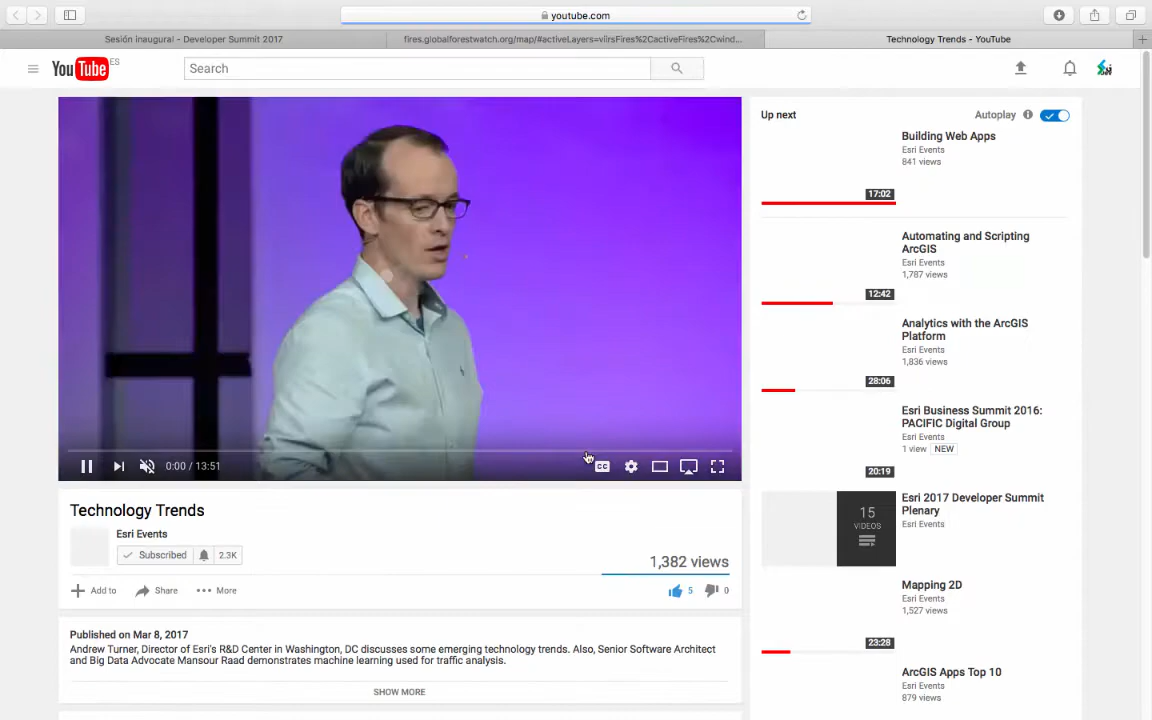 youtube.com
Sesión inaugural - Developer Summit 2017
fires.globalforestwatch.org/map/#activeLayers=viirsFires%2CactiveFires%2Cwind...
Technology Trends - YouTube
YouTube ES
Search
Up next
Autoplay
Building Web Apps
Esri Events
841 views
17:02
Automating and Scripting
ArcGIS
Esri Events
1,787 views
12:42
Analytics with the ArcGIS
Platform
Esri Events
1,836 views
28:06
Esri Business Summit 2016:
PACIFIC Digital Group
Esri Events
1 view NEW
20:19
Esri 2017 Developer Summit
Plenary
Esri Events
15
VIDEOS
Mapping 2D
Esri Events
1,527 views
23:28
ArcGIS Apps Top 10
Esri Events
879 views
0:00 / 13:51
CC
Technology Trends
Esri Events
Subscribed 2.3K
1,382 views
Add to Share More
5 0
Published on Mar 8, 2017
Andrew Turner, Director of Esri's R&D Center in Washington, DC discusses some emerging technology trends. Also, Senior Software Architect
and Big Data Advocate Mansour Raad demonstrates machine learning used for traffic analysis.
SHOW MORE